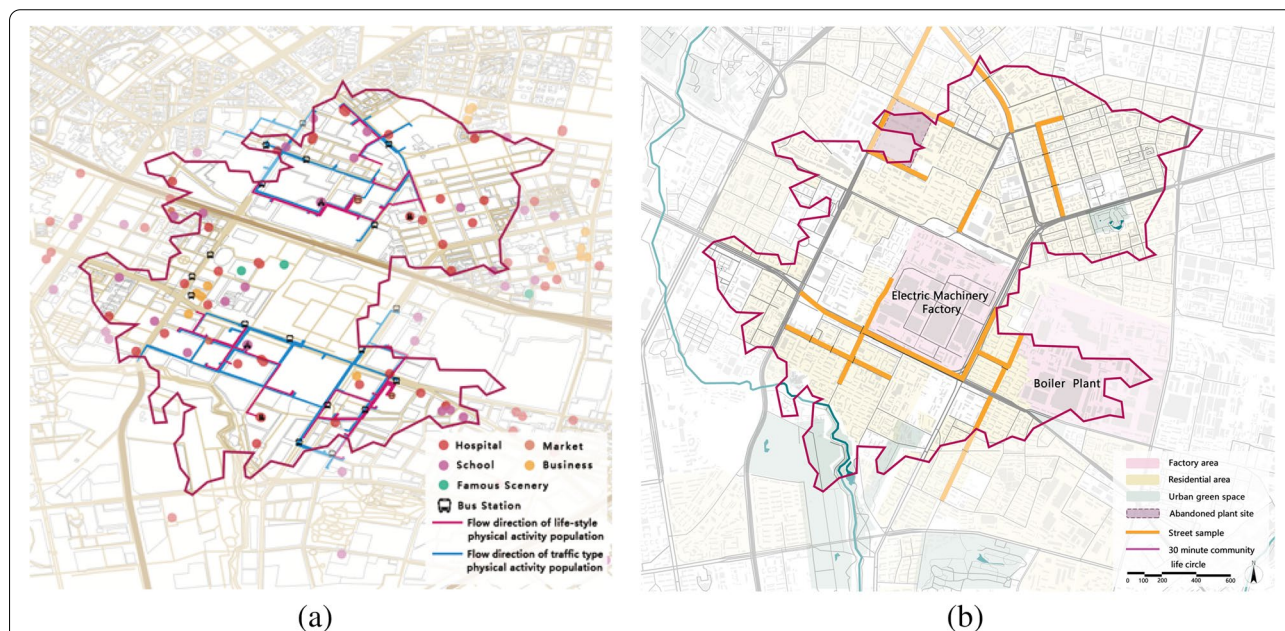 Hospital
Market
School
Business
Famous Scenery
Bus Station
Flow direction of life-style
physical activity population
Flow direction of traffic type
physical activity population
(a)
Electric Machinery
Factory
Boiler Plant
Factory area
Residential area
Urban green space
Abandoned plant site
Street sample
30 minute community
life circle
0 100 200 400 600
N
(b)